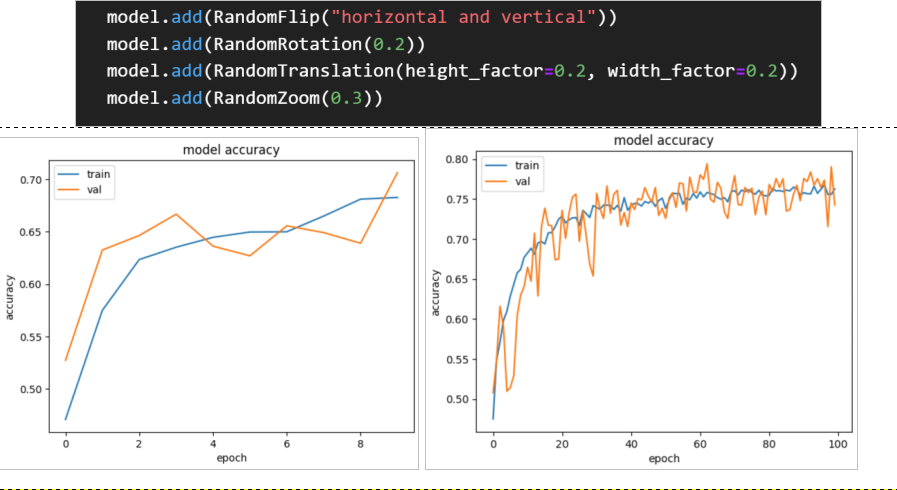 model.add(RandomFlip("horizontal and vertical"))
model.add(RandomRotation(0.2))
model.add(RandomTranslation(height_factor=0.2, width_factor=0.2))
model.add(RandomZoom(0.3))
model accuracy
train
val
0.70
0.65
0.60
0.55
0.50
accuracy
0 2 4 6 8
epoch
model accuracy
train
val
0.80
0.75
0.70
0.65
0.60
0.55
0.50
accuracy
0 20 40 60 80 100
epoch